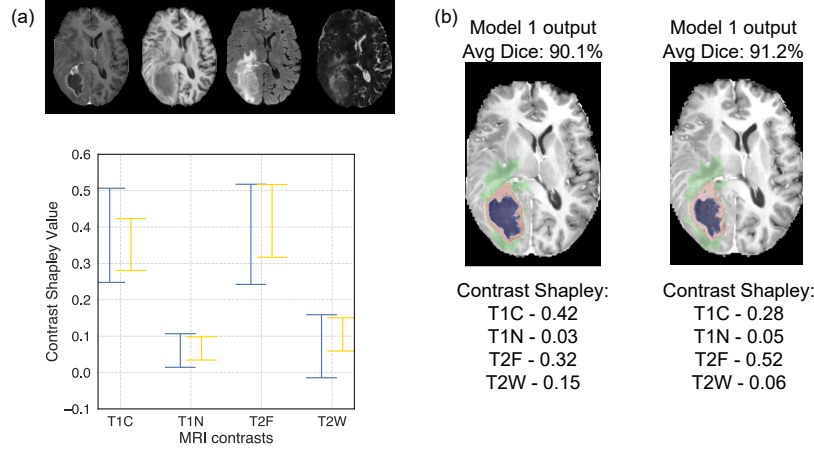 (a)
0.6
0.5
0.4
0.3
0.2
0.1
0.0
−0.1
Contrast Shapley Value
T1C T1N T2F T2W
MRI contrasts
(b)
Model 1 output
Avg Dice: 90.1%
Contrast Shapley:
T1C - 0.42
T1N - 0.03
T2F - 0.32
T2W - 0.15
Model 1 output
Avg Dice: 91.2%
Contrast Shapley:
T1C - 0.28
T1N - 0.05
T2F - 0.52
T2W - 0.06